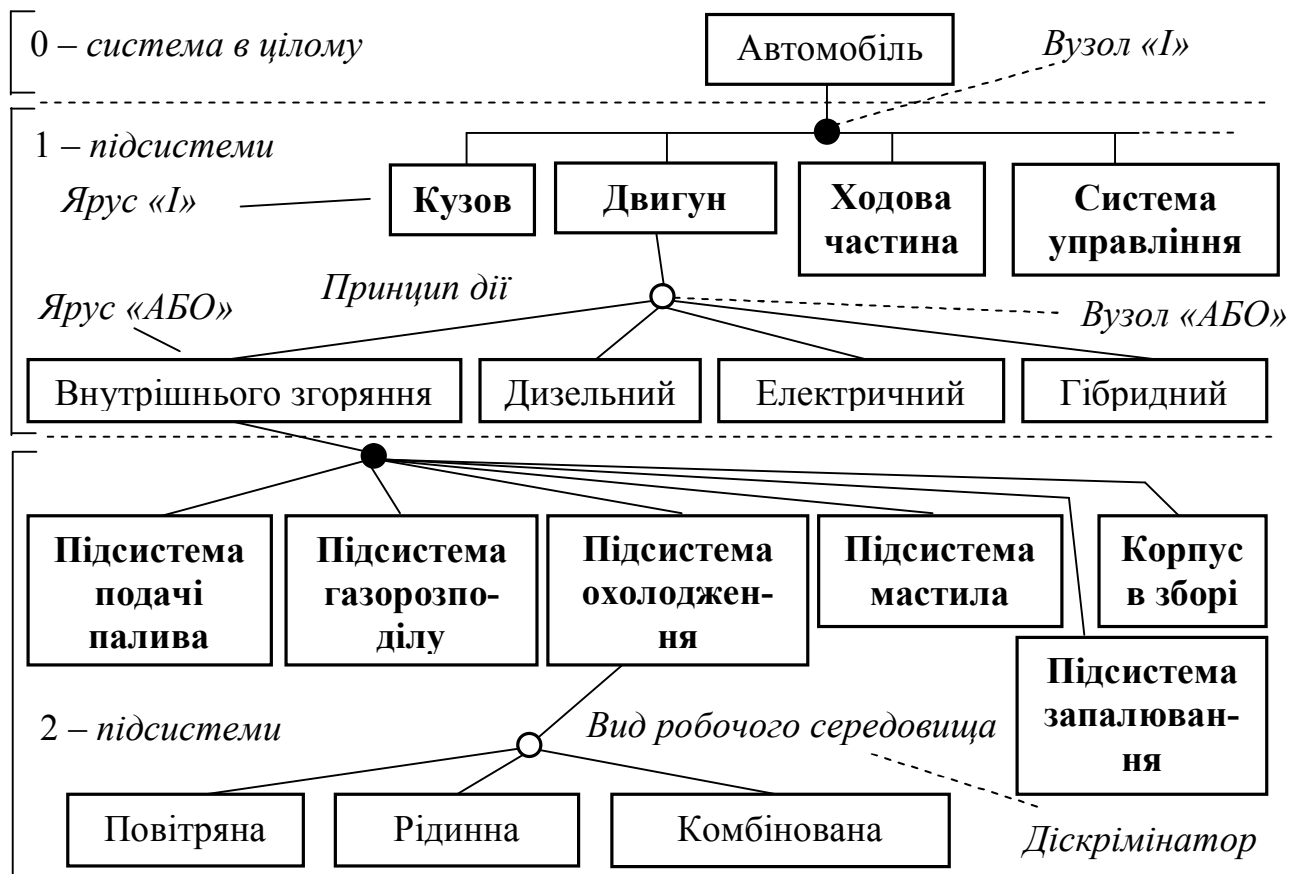 0 – система в цілому
Автомобіль
Вузол «І»
1 – підсистеми
Ярус «І»
Кузов
Двигун
Ходова
частина
Система
управління
Принцип дії
Ярус «АБО»
Вузол «АБО»
Внутрішнього згоряння
Дизельний
Електричний
Гібридний
Підсистема
подачі
палива
Підсистема
газорозпо-
ділу
Підсистема
охолоджен-
ня
Підсистема
мастила
Корпус
в зборі
Підсистема
запалюван-
ня
2 – підсистеми
Вид робочого середовища
Повітряна
Рідинна
Комбінована
Діскрімінатор